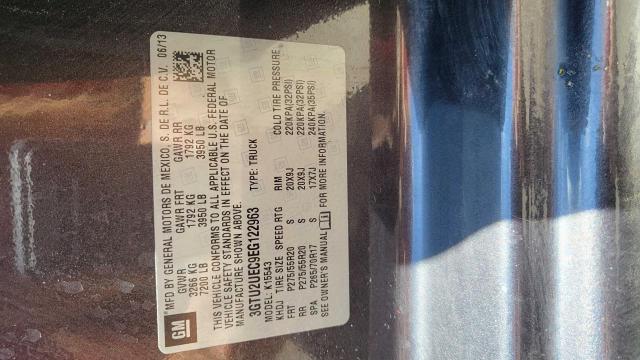 GM
MFD BY GENERAL MOTORS DE MEXICO, S. DE R.L. DE C.V. 06/13
GVWR GAWR FRT GAWR RR
3266 KG 1792 KG 1792 KG
7200 LB 3950 LB 3950 LB
THIS VEHICLE CONFORMS TO ALL APPLICABLE U.S. FEDERAL MOTOR
VEHICLE SAFETY STANDARDS IN EFFECT ON THE DATE OF
MANUFACTURE SHOWN ABOVE.
3GTU2UEC9EG122963 TYPE: TRUCK
MODEL: K15543
KHDJ TIRE SIZE SPEED RTG RIM COLD TIRE PRESSURE
FRT P275/55R20 S 20X9J 220KPA(32PSI)
RR P275/55R20 S 20X9J 220KPA(32PSI)
SPA P265/70R17 S 17X7J 240KPA(35PSI)
SEE OWNER'S MANUAL FOR MORE INFORMATION.